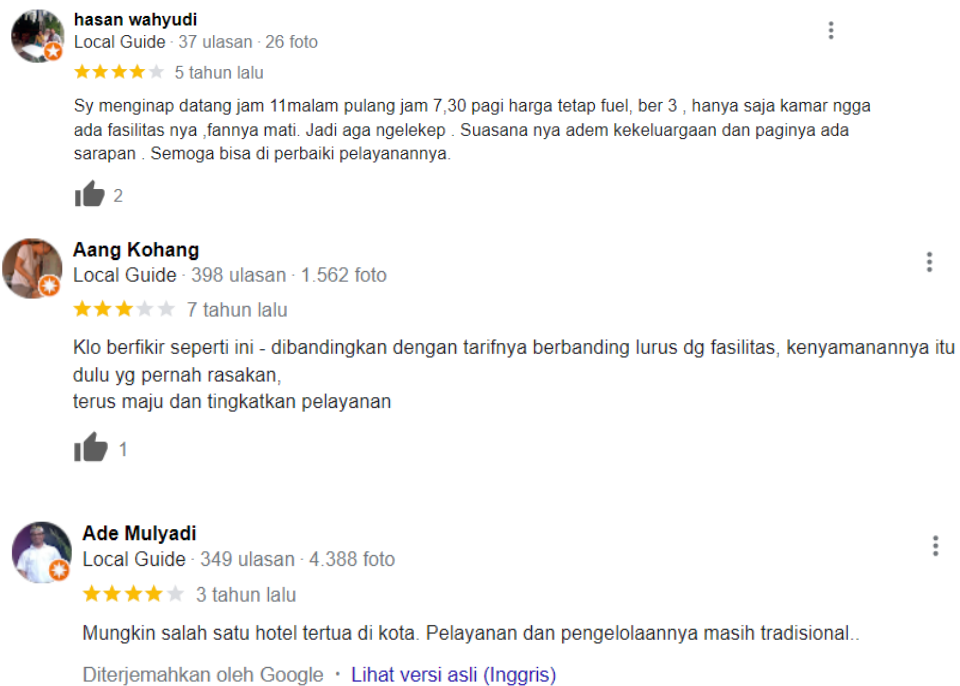 hasan wahyudi
Local Guide · 37 ulasan · 26 foto
5 tahun lalu
Sy menginap datang jam 11malam pulang jam 7,30 pagi harga tetap fuel, ber 3 , hanya saja kamar ngga
ada fasilitas nya ,fannya mati. Jadi aga ngelekep . Suasana nya adem kekeluargaan dan paginya ada
sarapan . Semoga bisa di perbaiki pelayanannya.
2
Aang Kohang
Local Guide · 398 ulasan · 1.562 foto
7 tahun lalu
Klo berfikir seperti ini - dibandingkan dengan tarifnya berbanding lurus dg fasilitas, kenyamanannya itu
dulu yg pernah rasakan,
terus maju dan tingkatkan pelayanan
1
Ade Mulyadi
Local Guide · 349 ulasan · 4.388 foto
3 tahun lalu
Mungkin salah satu hotel tertua di kota. Pelayanan dan pengelolaannya masih tradisional..
Diterjemahkan oleh Google · Lihat versi asli (Inggris)